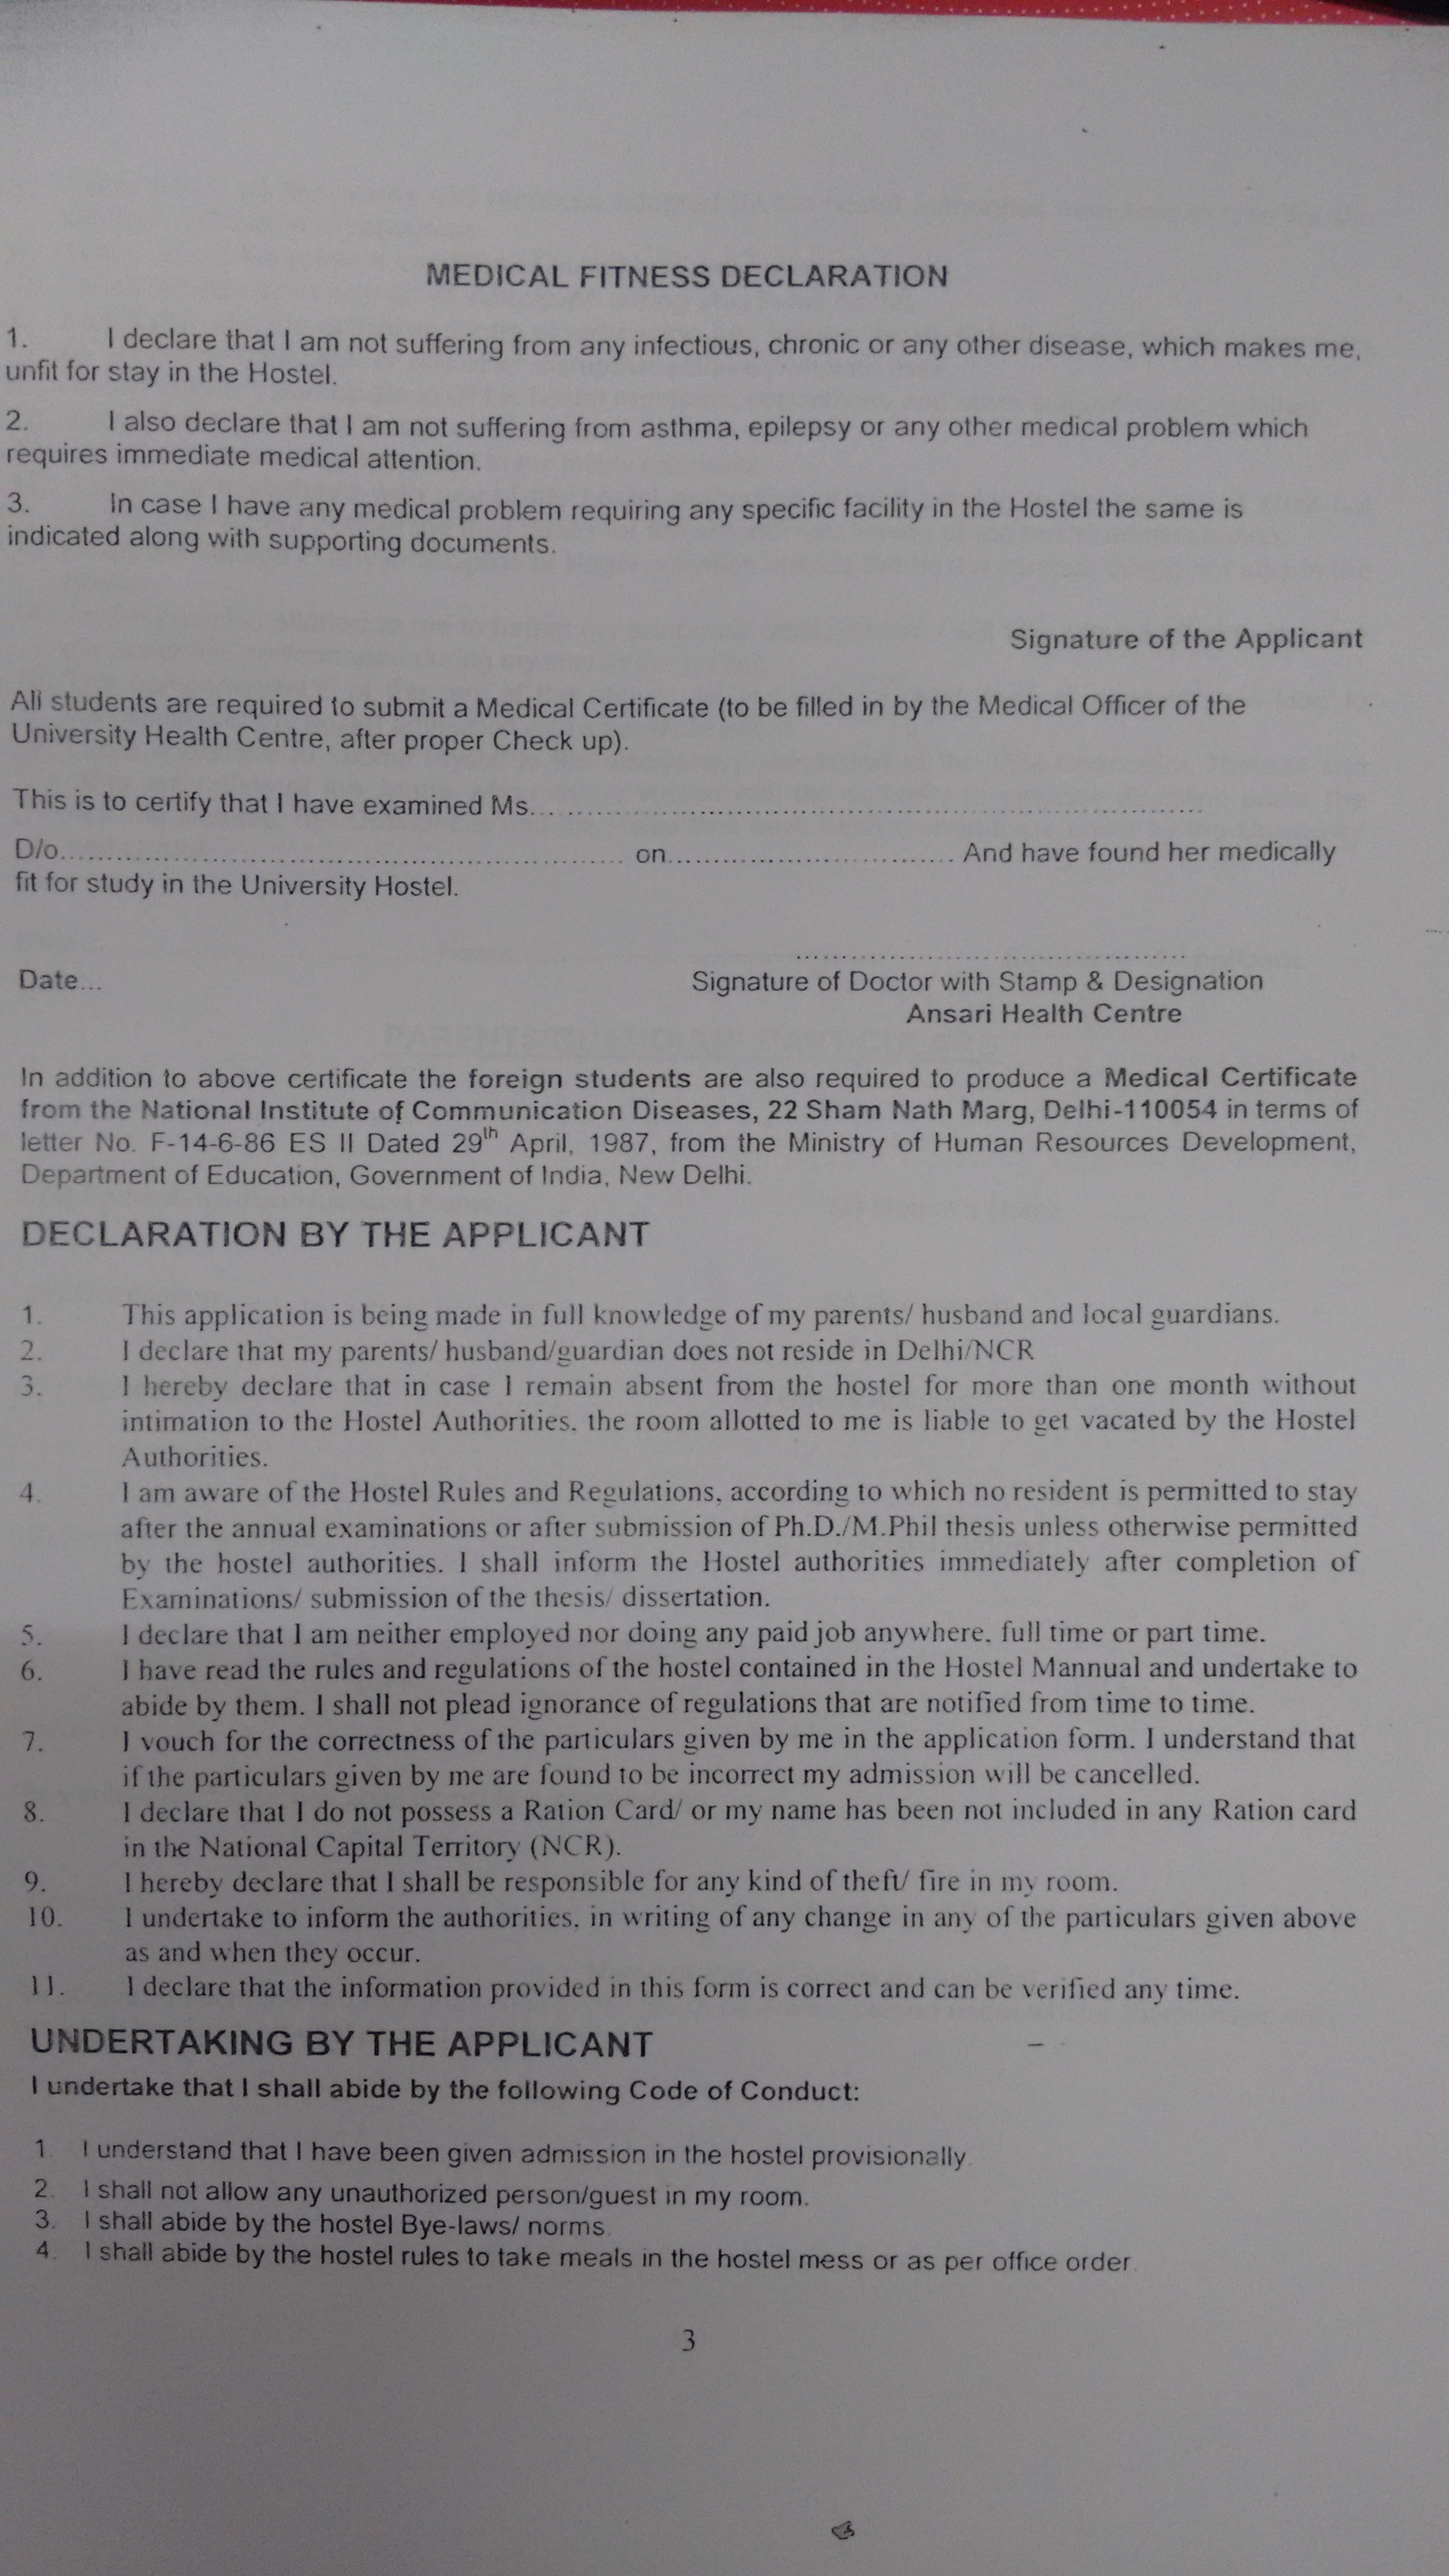 MEDICAL FITNESS DECLARATION
1. I declare that I am not suffering from any infectious, chronic or any other disease, which makes me,
unfit for stay in the Hostel.
2. I also declare that I am not suffering from asthma, epilepsy or any other medical problem which
requires immediate medical attention.
3. In case I have any medical problem requiring any specific facility in the Hostel the same is
indicated along with supporting documents.
Signature of the Applicant
All students are required to submit a Medical Certificate (to be filled in by the Medical Officer of the
University Health Centre, after proper Check up).
This is to certify that I have examined Ms.................................................................................
D/o.............................................................. on................................ And have found her medically
fit for study in the University Hostel.
Date...
Signature of Doctor with Stamp & Designation
Ansari Health Centre
In addition to above certificate the foreign students are also required to produce a Medical Certificate
from the National Institute of Communication Diseases, 22 Sham Nath Marg, Delhi-110054 in terms of
letter No. F-14-6-86 ES II Dated 29th April, 1987, from the Ministry of Human Resources Development,
Department of Education, Government of India, New Delhi.
DECLARATION BY THE APPLICANT
1. This application is being made in full knowledge of my parents/ husband and local guardians.
2. I declare that my parents/ husband/guardian does not reside in Delhi/NCR
3. I hereby declare that in case I remain absent from the hostel for more than one month without
intimation to the Hostel Authorities, the room allotted to me is liable to get vacated by the Hostel
Authorities.
4. I am aware of the Hostel Rules and Regulations, according to which no resident is permitted to stay
after the annual examinations or after submission of Ph.D./M.Phil thesis unless otherwise permitted
by the hostel authorities. I shall inform the Hostel authorities immediately after completion of
Examinations/ submission of the thesis/ dissertation.
5. I declare that I am neither employed nor doing any paid job anywhere, full time or part time.
6. I have read the rules and regulations of the hostel contained in the Hostel Mannual and undertake to
abide by them. I shall not plead ignorance of regulations that are notified from time to time.
7. I vouch for the correctness of the particulars given by me in the application form. I understand that
if the particulars given by me are found to be incorrect my admission will be cancelled.
8. I declare that I do not possess a Ration Card/ or my name has been not included in any Ration card
in the National Capital Territory (NCR).
9. I hereby declare that I shall be responsible for any kind of theft/ fire in my room.
10. I undertake to inform the authorities, in writing of any change in any of the particulars given above
as and when they occur.
11. I declare that the information provided in this form is correct and can be verified any time.
UNDERTAKING BY THE APPLICANT
I undertake that I shall abide by the following Code of Conduct:
1. I understand that I have been given admission in the hostel provisionally.
2. I shall not allow any unauthorized person/guest in my room.
3. I shall abide by the hostel Bye-laws/ norms.
4. I shall abide by the hostel rules to take meals in the hostel mess or as per office order.
3